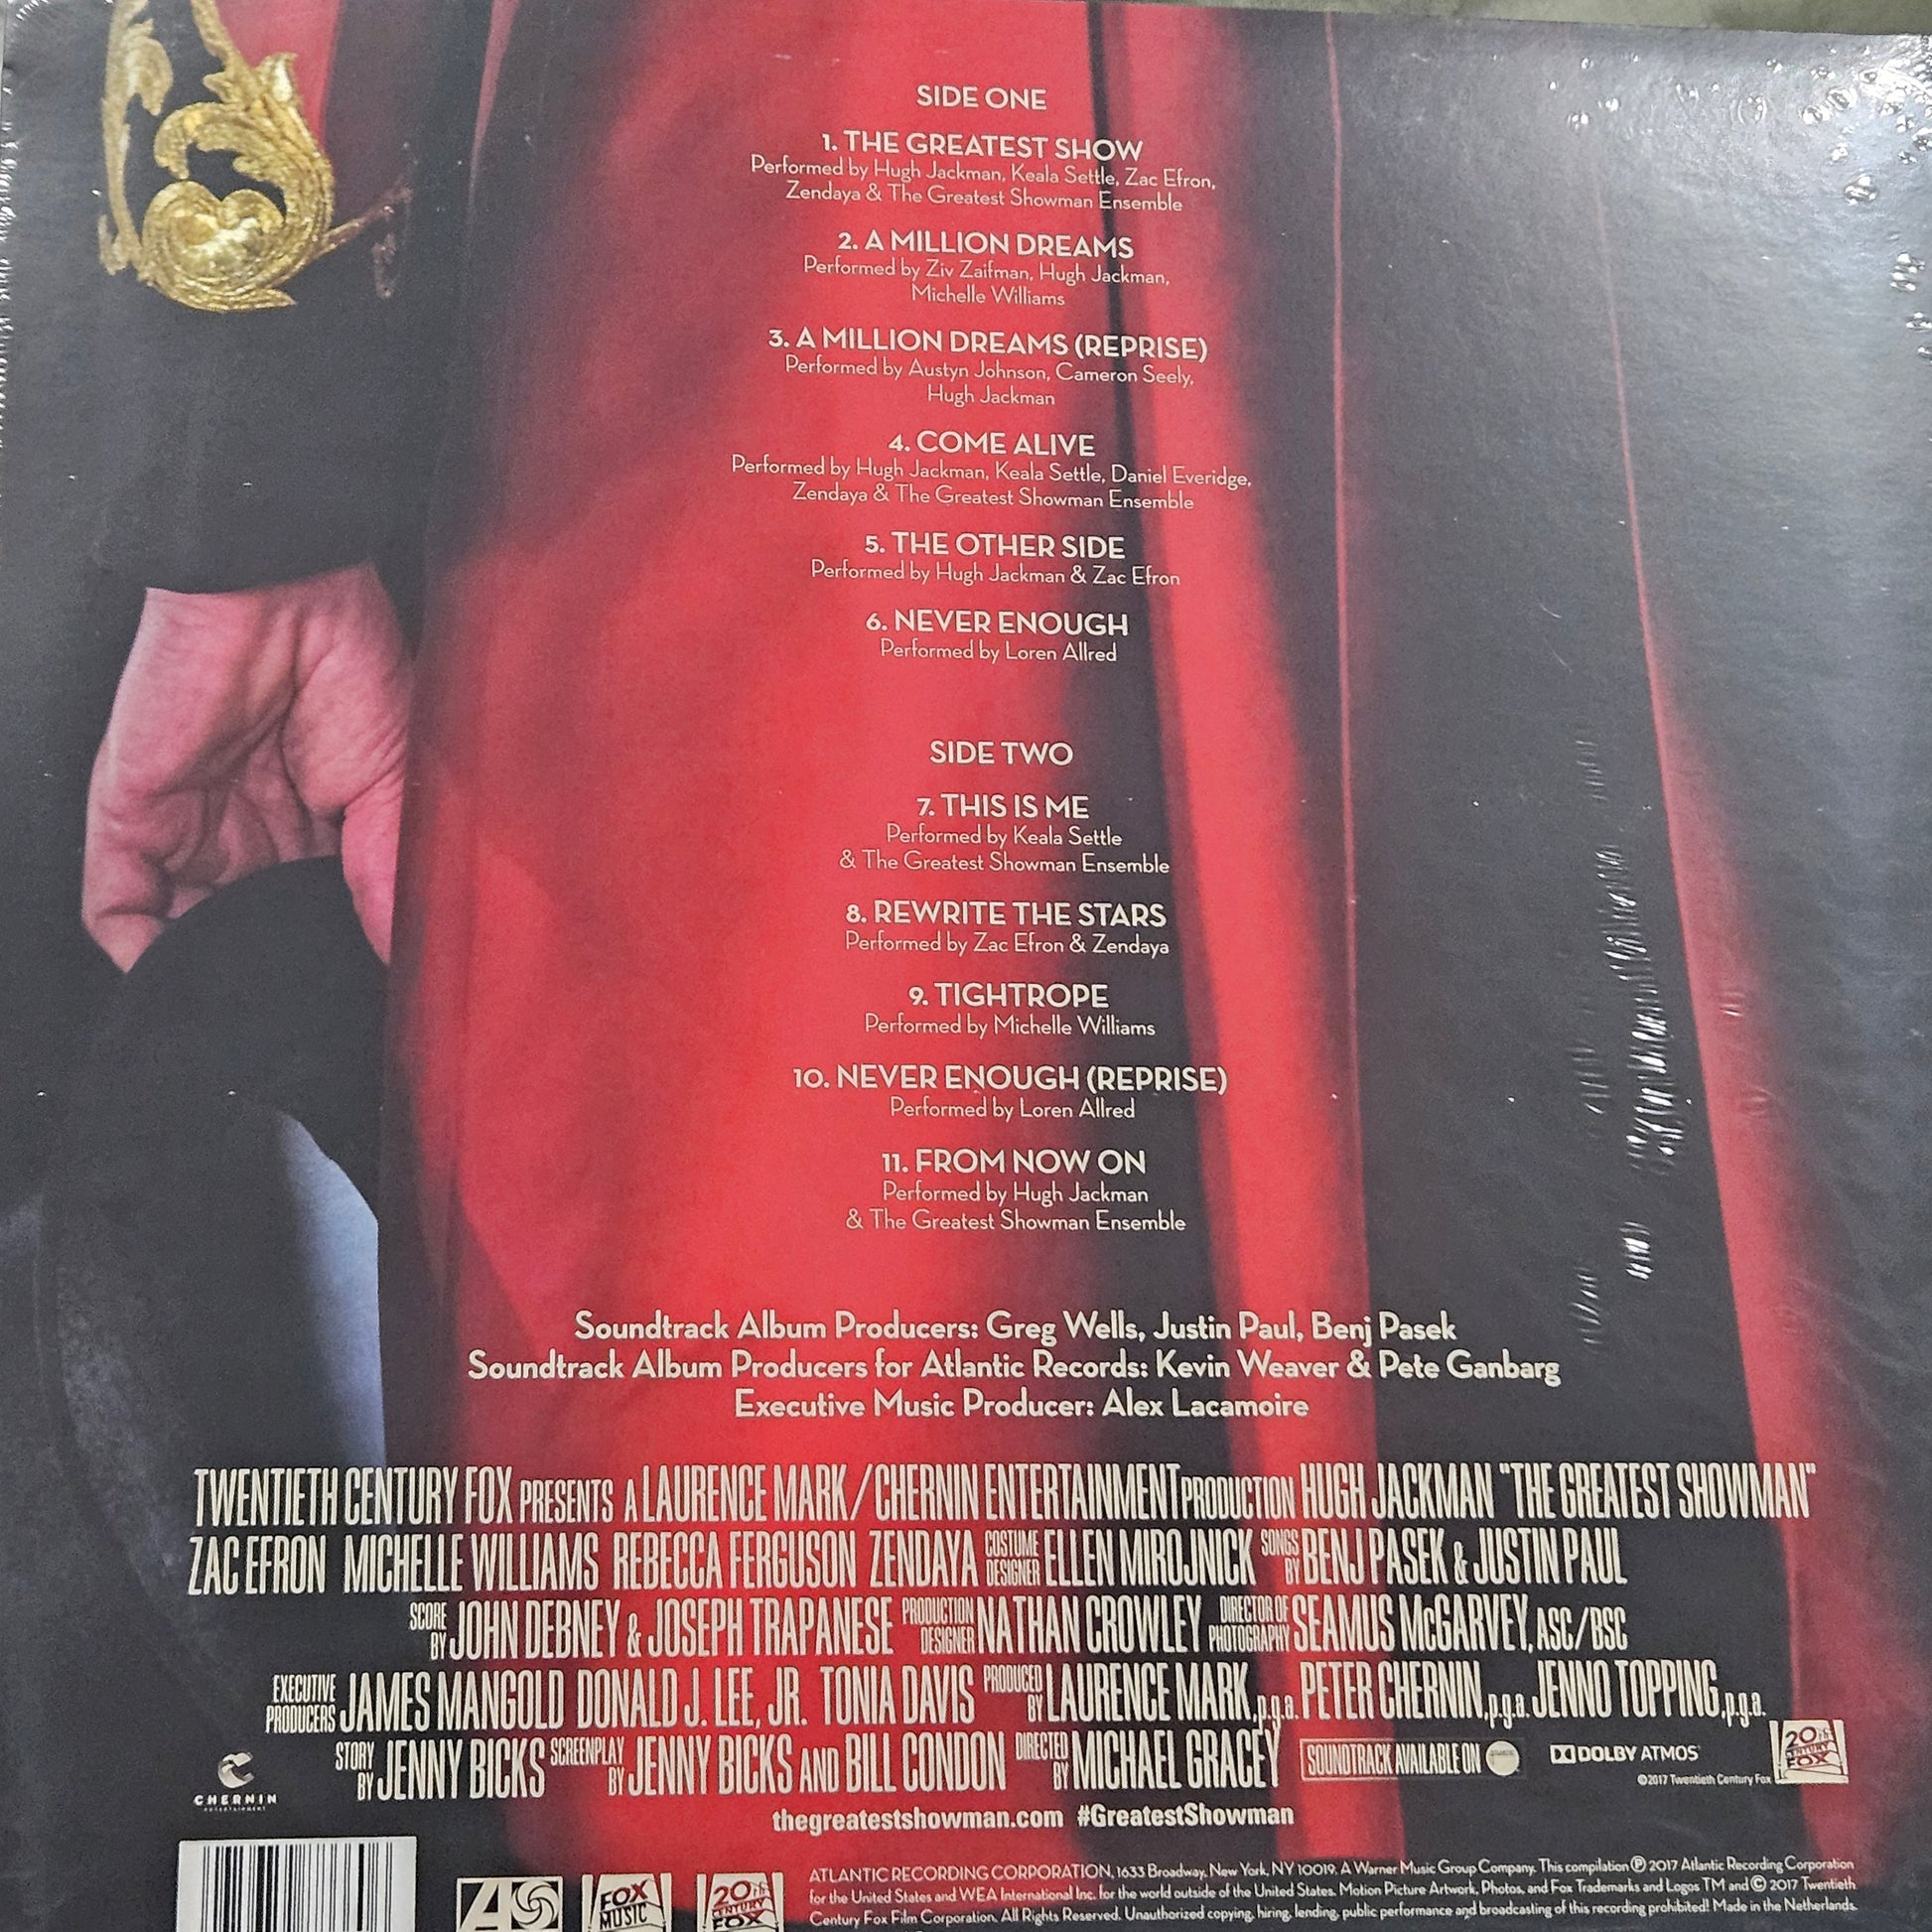 SIDE ONE
1. THE GREATEST SHOW
Performed by Hugh Jackman, Keala Settle, Zac Efron,
Zendaya & The Greatest Showman Ensemble
2. A MILLION DREAMS
Performed by Ziv Zaifman, Hugh Jackman,
Michelle Williams
3. A MILLION DREAMS (REPRISE)
Performed by Austyn Johnson, Cameron Seely,
Hugh Jackman
4. COME ALIVE
Performed by Hugh Jackman, Keala Settle, Daniel Everidge,
Zendaya & The Greatest Showman Ensemble
5. THE OTHER SIDE
Performed by Hugh Jackman & Zac Efron
6. NEVER ENOUGH
Performed by Loren Allred
SIDE TWO
7. THIS IS ME
Performed by Keala Settle
& The Greatest Showman Ensemble
8. REWRITE THE STARS
Performed by Zac Efron & Zendaya
9. TIGHTROPE
Performed by Michelle Williams
10. NEVER ENOUGH (REPRISE)
Performed by Loren Allred
11. FROM NOW ON
Performed by Hugh Jackman
& The Greatest Showman Ensemble
Soundtrack Album Producers: Greg Wells, Justin Paul, Benj Pasek
Soundtrack Album Producers for Atlantic Records: Kevin Weaver & Pete Ganbarg
Executive Music Producer: Alex Lacamoire
TWENTIETH CENTURY FOX PRESENTS A LAURENCE MARK/CHERNIN ENTERTAINMENT PRODUCTION HUGH JACKMAN "THE GREATEST SHOWMAN"
ZAC EFRON MICHELLE WILLIAMS REBECCA FERGUSON ZENDAYA COSTUME DESIGNER ELLEN MIROJNICK SONGS BY BENJ PASEK & JUSTIN PAUL
SCORE BY JOHN DEBNEY & JOSEPH TRAPANESE PRODUCTION DESIGNER NATHAN CROWLEY DIRECTOR OF PHOTOGRAPHY SEAMUS McGARVEY, ASC/BSC
EXECUTIVE PRODUCERS JAMES MANGOLD DONALD J. LEE, JR. TONIA DAVIS PRODUCED BY LAURENCE MARK, p.g.a. PETER CHERNIN, p.g.a. JENNO TOPPING, p.g.a.
STORY BY JENNY BICKS SCREENPLAY BY JENNY BICKS AND BILL CONDON DIRECTED BY MICHAEL GRACEY SOUNDTRACK AVAILABLE ON DOLBY ATMOS 20th CENTURY FOX
©2017 Twentieth Century Fox
CHERNIN
ENTERTAINMENT
thegreatestshowman.com #GreatestShowman
FOX MUSIC
20th CENTURY FOX
ATLANTIC RECORDING CORPORATION, 1633 Broadway, New York, NY 10019. A Warner Music Group Company. This compilation ℗ 2017 Atlantic Recording Corporation
for the United States and WEA International Inc. for the world outside of the United States. Motion Picture Artwork, Photos, and Fox Trademarks and Logos TM and © 2017 Twentieth
Century Fox Film Corporation. All Rights Reserved. Unauthorized copying, hiring, lending, public performance and broadcasting of this recording prohibited! Made in the Netherlands.